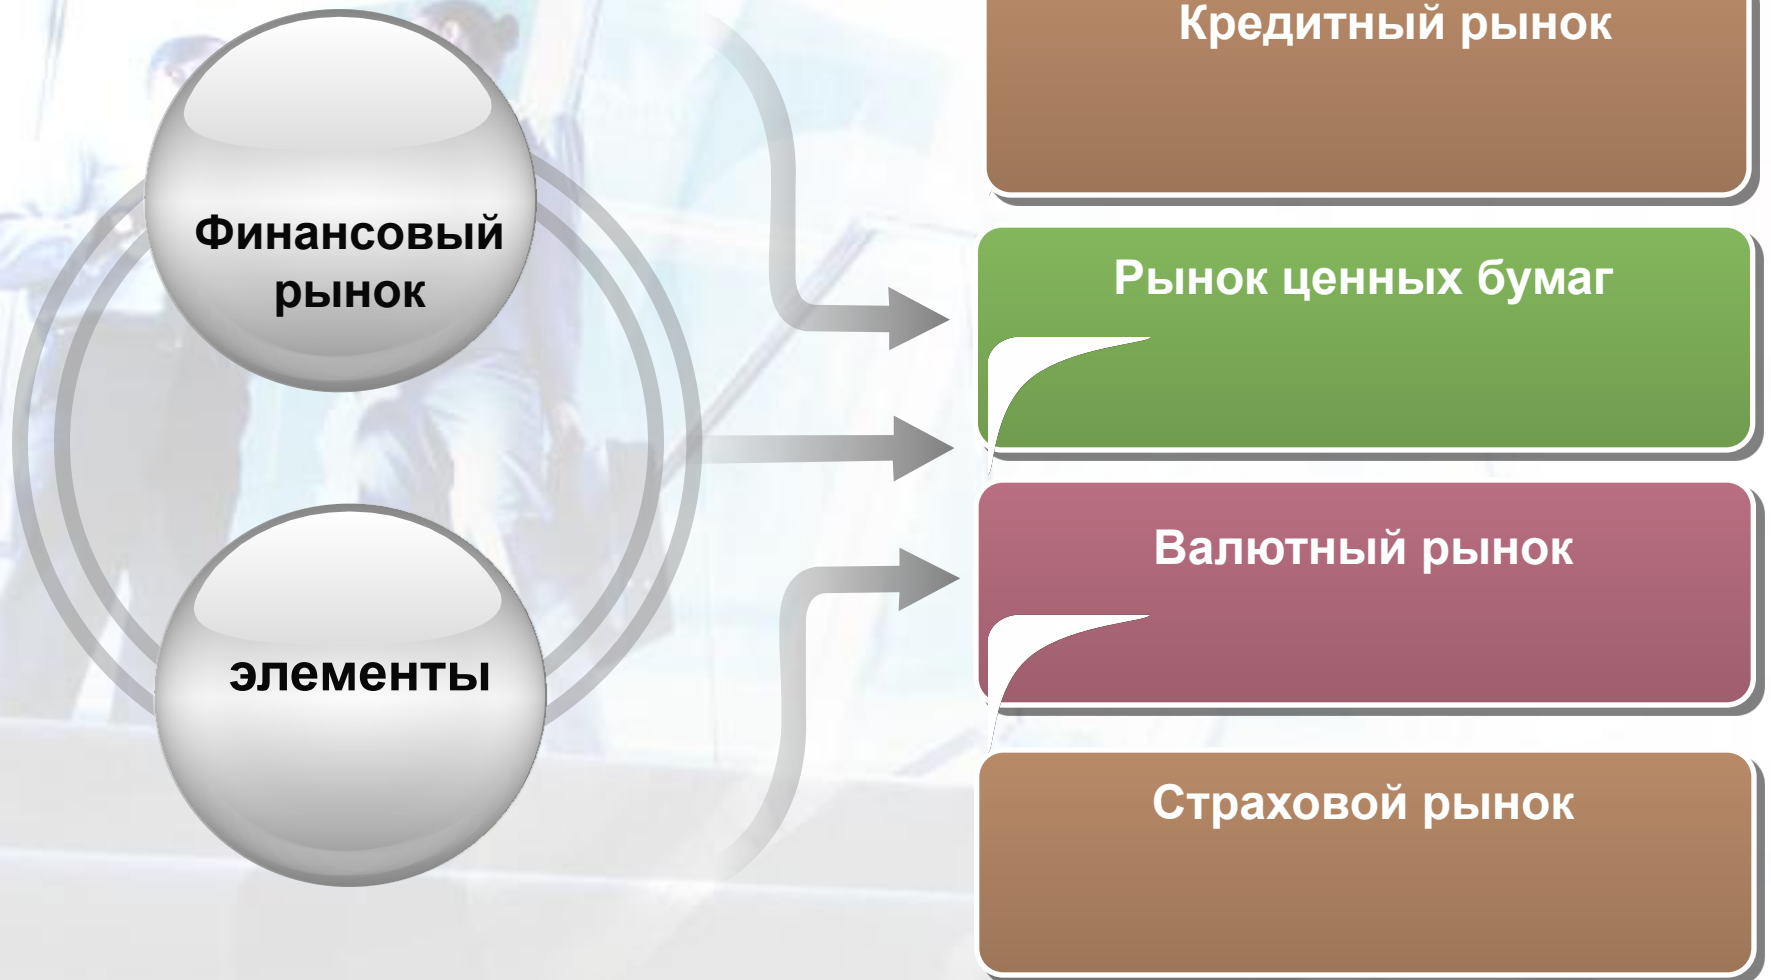 Финансовый
рынок
элементы
Кредитный рынок
Рынок ценных бумаг
Валютный рынок
Страховой рынок